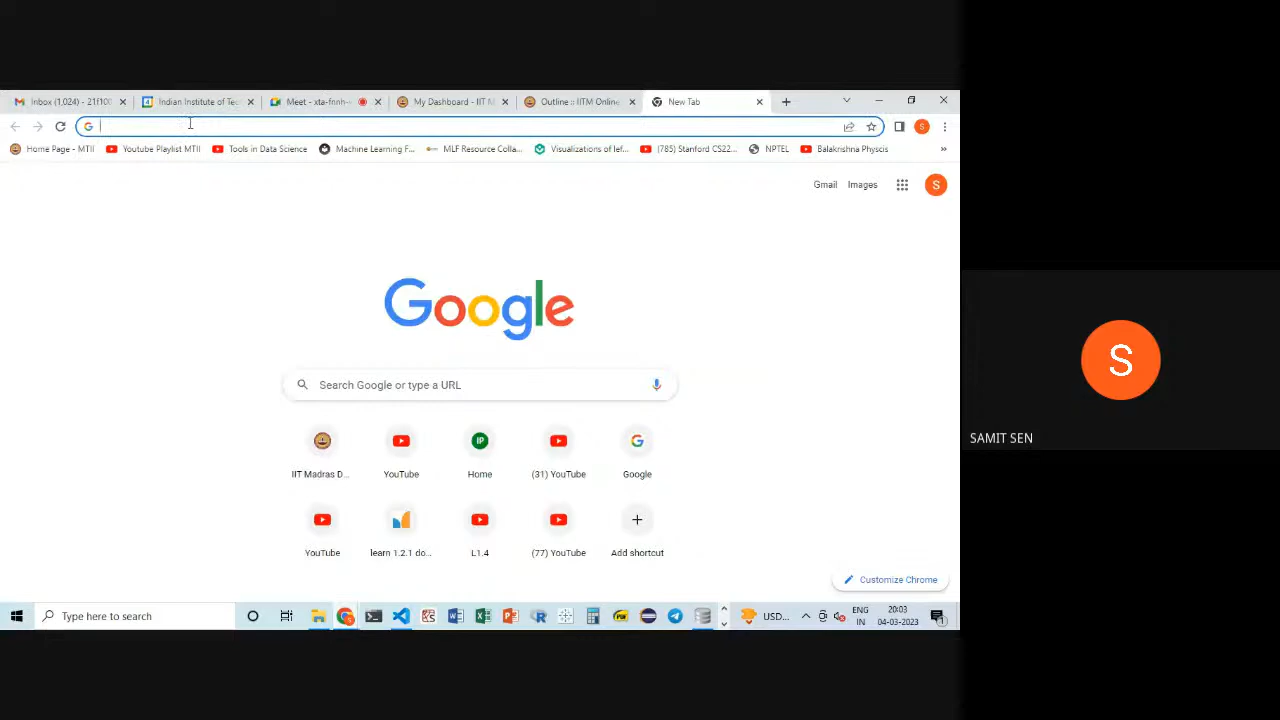 Inbox (1,024) - 21f100
Indian Institute of Tec
Meet - xta-fnnh-
My Dashboard - IIT M
Outline :: IITM Online
New Tab
Home Page - MTII
Youtube Playlist MTII
Tools in Data Science
Machine Learning F...
MLF Resource Colla...
Visualizations of lef...
(785) Stanford CS22...
NPTEL
Balakrishna Physcis
»
S
Gmail
Images
S
Google
Search Google or type a URL
IP
IIT Madras D...
YouTube
Home
(31) YouTube
Google
YouTube
learn 1.2.1 do...
L1.4
(77) YouTube
Add shortcut
Customize Chrome
Type here to search
USD...
ENG
IN
20:03
04-03-2023
S
SAMIT SEN